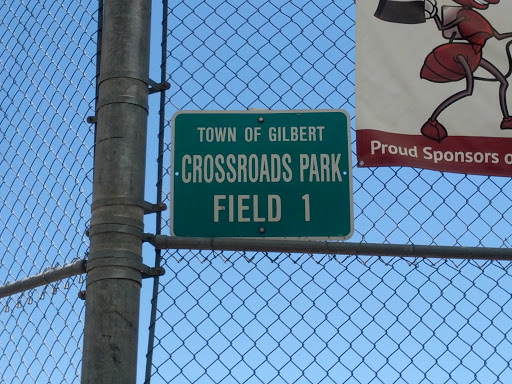 TOWN OF GILBERT
CROSSROADS PARK
FIELD 1
Proud Sponsors o